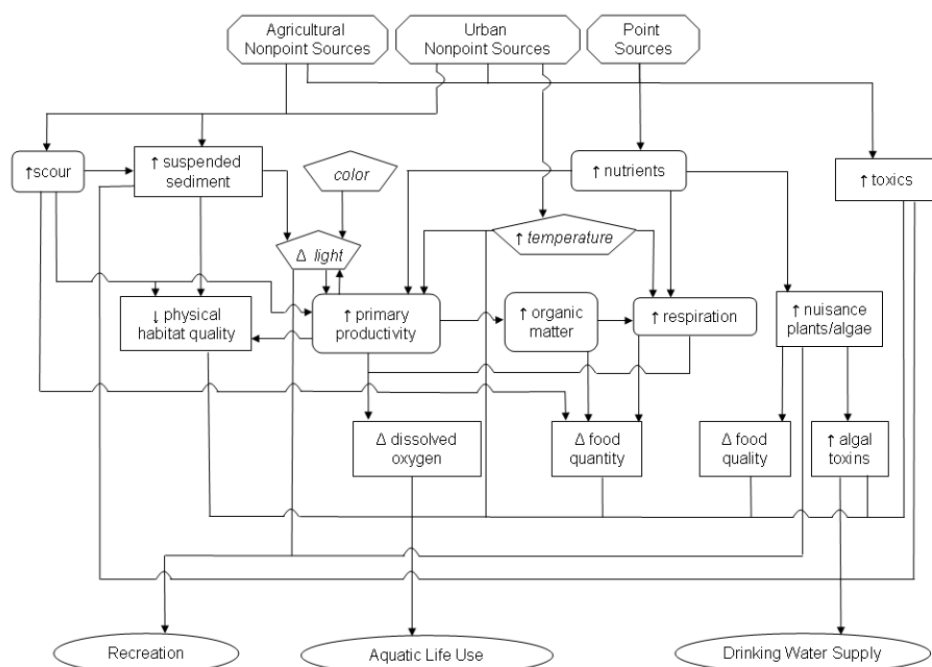 Agricultural
Nonpoint Sources
Urban
Nonpoint Sources
Point
Sources
↑scour
↑ suspended
sediment
color
↑ nutrients
↑ toxics
Δ light
↑ temperature
↓ physical
habitat quality
↑ primary
productivity
↑ organic
matter
↑ respiration
↑ nuisance
plants/algae
Δ dissolved
oxygen
Δ food
quantity
Δ food
quality
↑ algal
toxins
Recreation
Aquatic Life Use
Drinking Water Supply